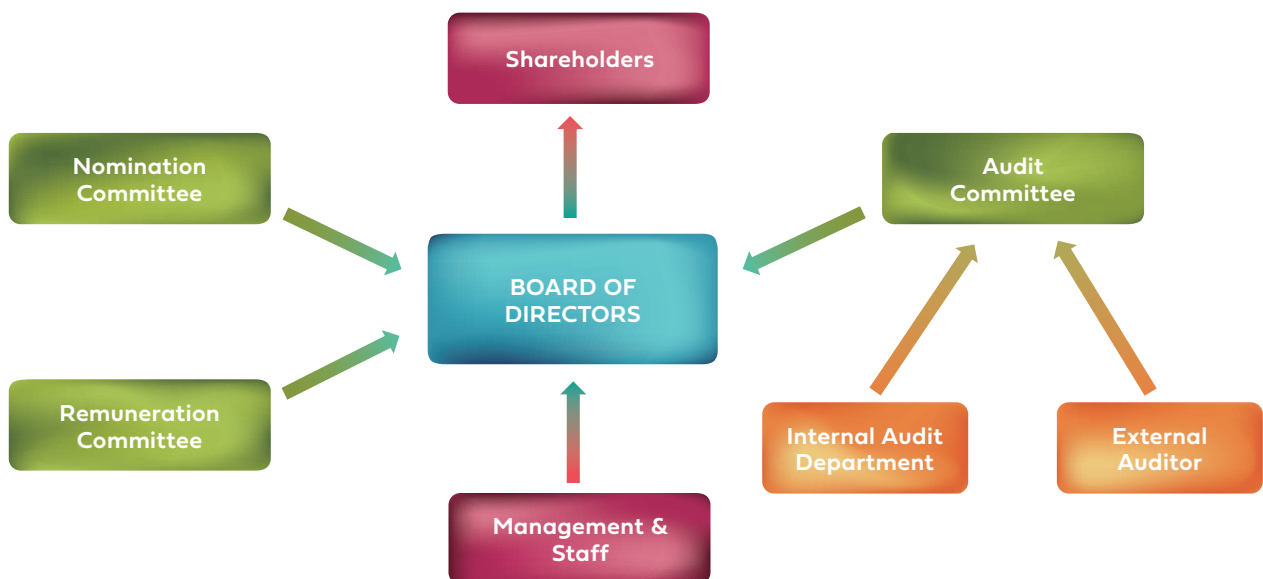 Shareholders
Nomination
Committee
Audit
Committee
BOARD OF
DIRECTORS
Remuneration
Committee
Internal Audit
Department
External
Auditor
Management &
Staff